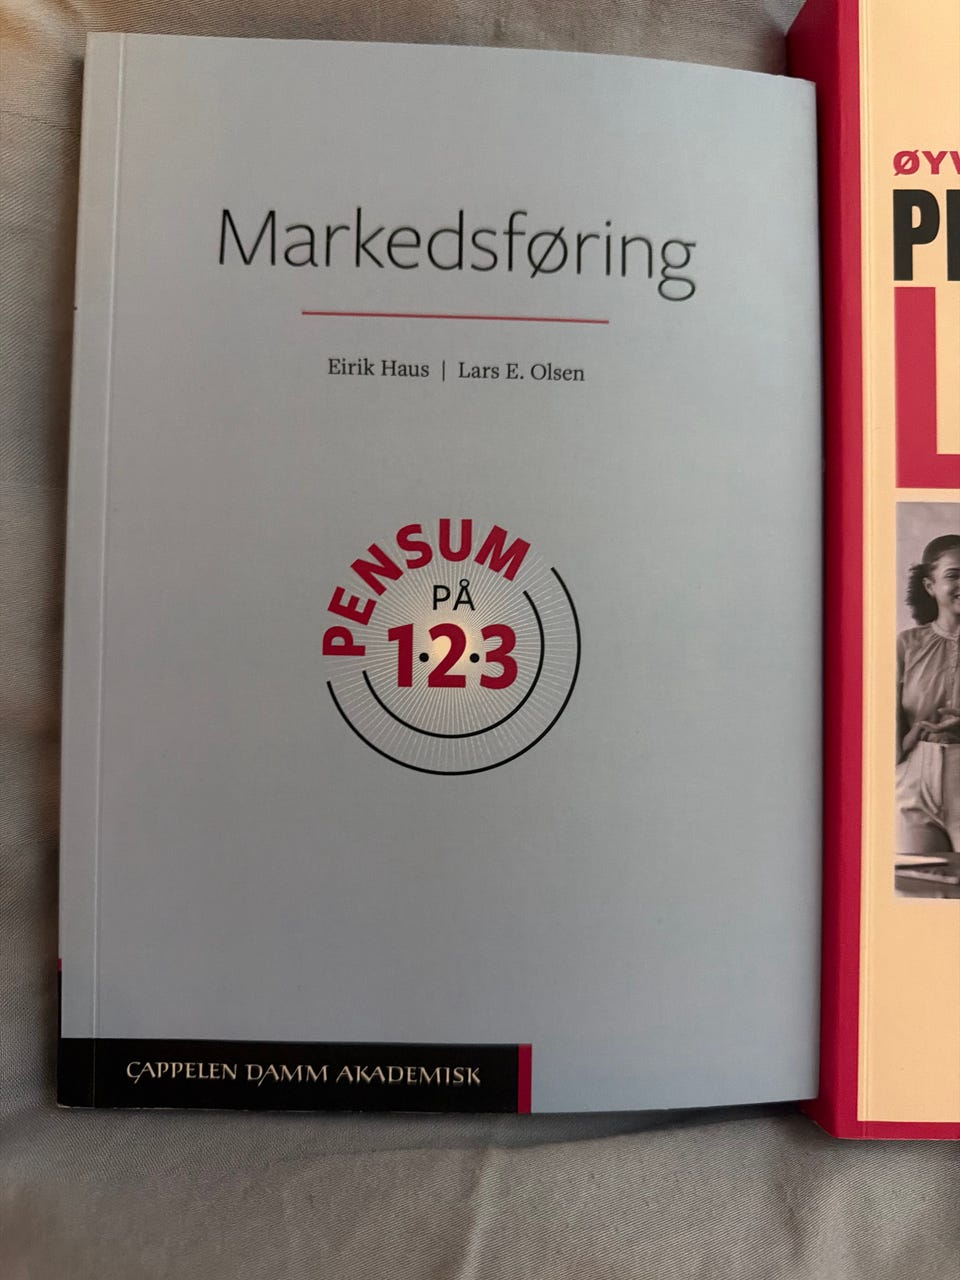 Markedsføring
Eirik Haus | Lars E. Olsen
PENSUM
PÅ
1·2·3
CAPPELEN DAMM AKADEMISK